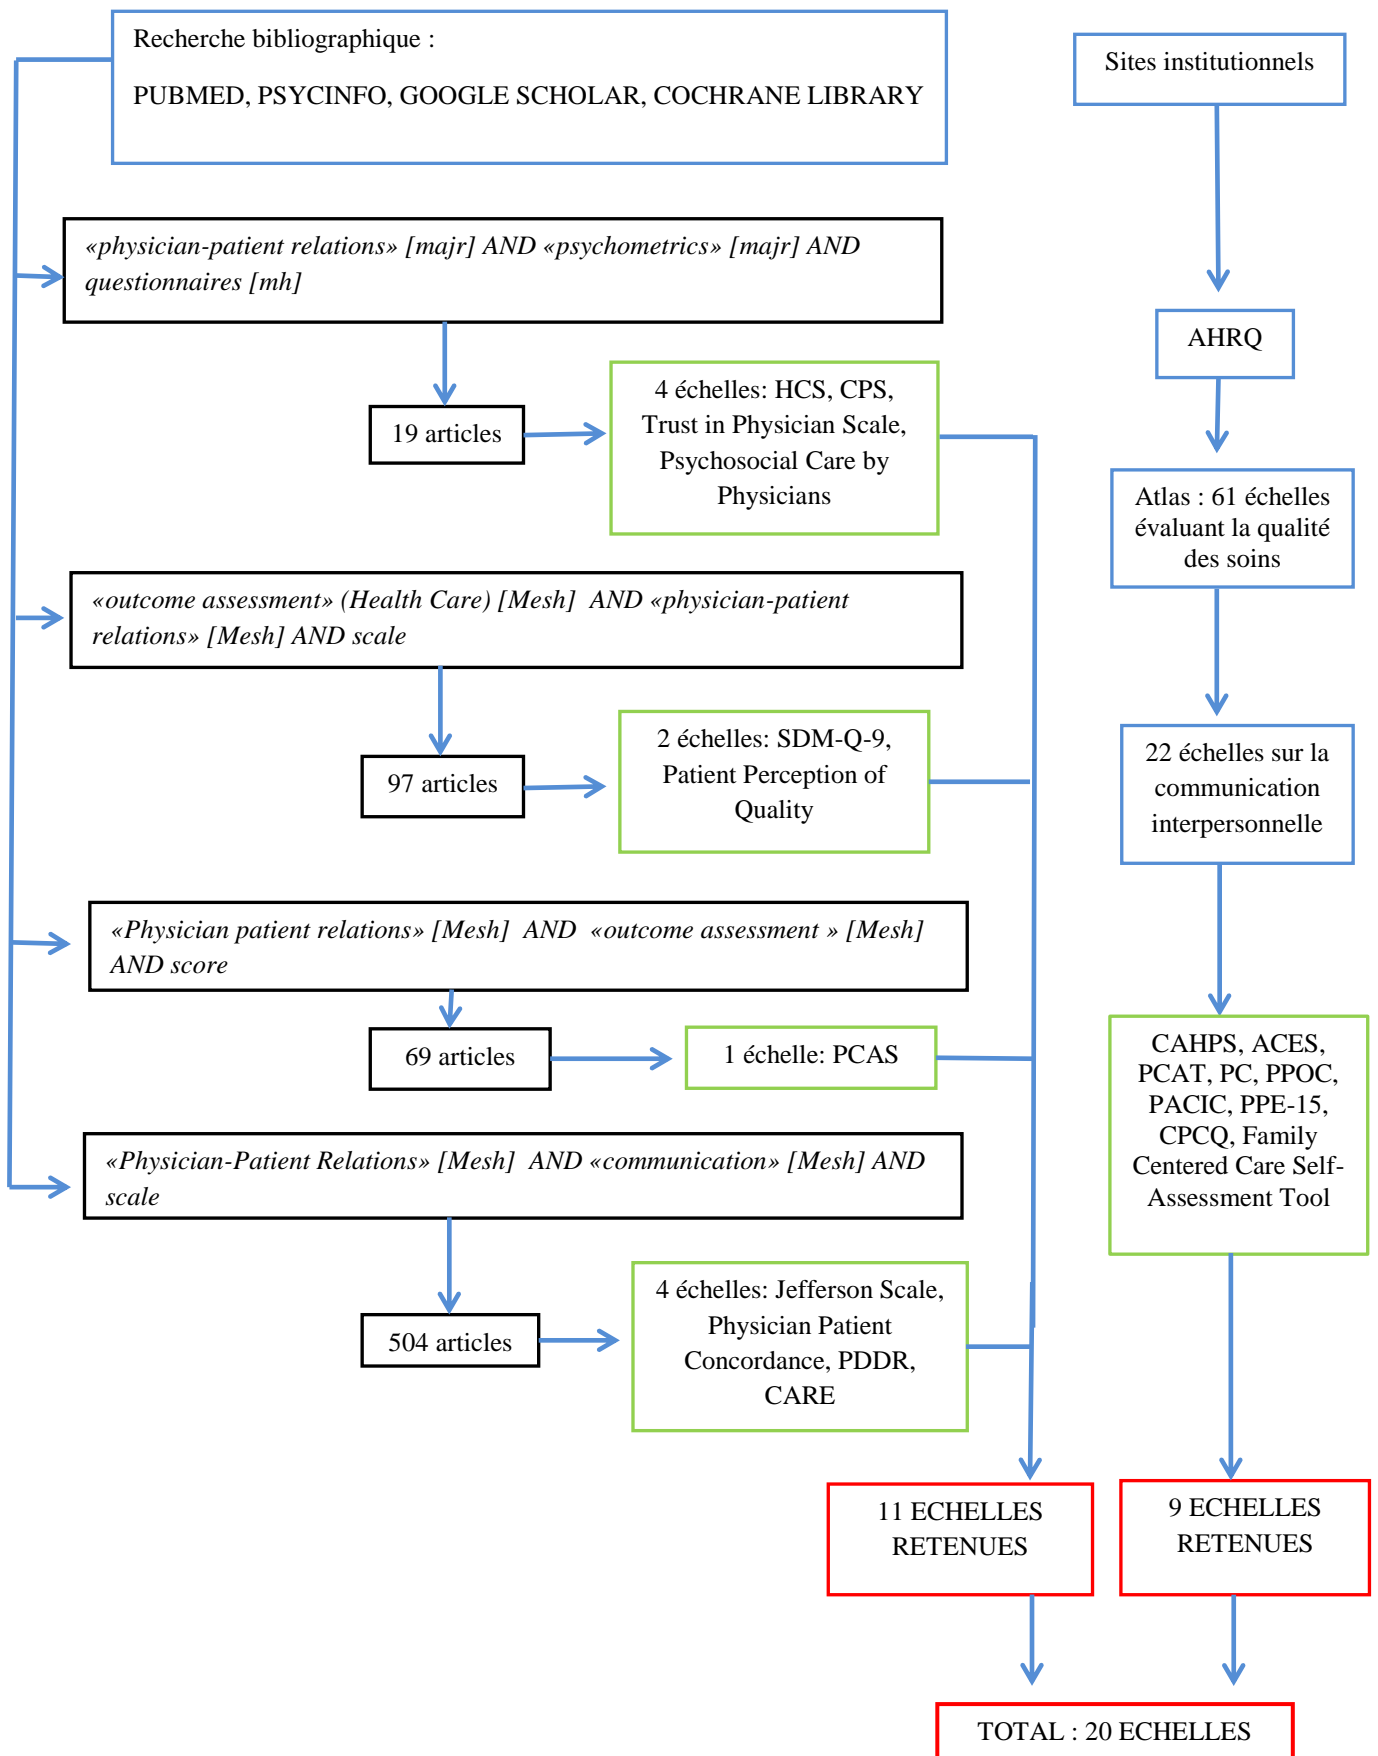 Recherche bibliographique :
PUBMED, PSYCINFO, GOOGLE SCHOLAR, COCHRANE LIBRARY
«physician-patient relations» [majr] AND «psychometrics» [majr] AND
questionnaires [mh]
19 articles
4 échelles: HCS, CPS,
Trust in Physician Scale,
Psychosocial Care by
Physicians
«outcome assessment» (Health Care) [Mesh] AND «physician-patient
relations» [Mesh] AND scale
97 articles
2 échelles: SDM-Q-9,
Patient Perception of
Quality
«Physician patient relations» [Mesh] AND «outcome assessment » [Mesh]
AND score
69 articles
1 échelle: PCAS
«Physician-Patient Relations» [Mesh] AND «communication» [Mesh] AND
scale
504 articles
4 échelles: Jefferson Scale,
Physician Patient
Concordance, PDDR,
CARE
11 ECHELLES
RETENUES
Sites institutionnels
AHRQ
Atlas : 61 échelles
évaluant la qualité
des soins
22 échelles sur la
communication
interpersonnelle
CAHPS, ACES,
PCAT, PC, PPOC,
PACIC, PPE-15,
CPCQ, Family
Centered Care Self-
Assessment Tool
9 ECHELLES
RETENUES
TOTAL : 20 ECHELLES